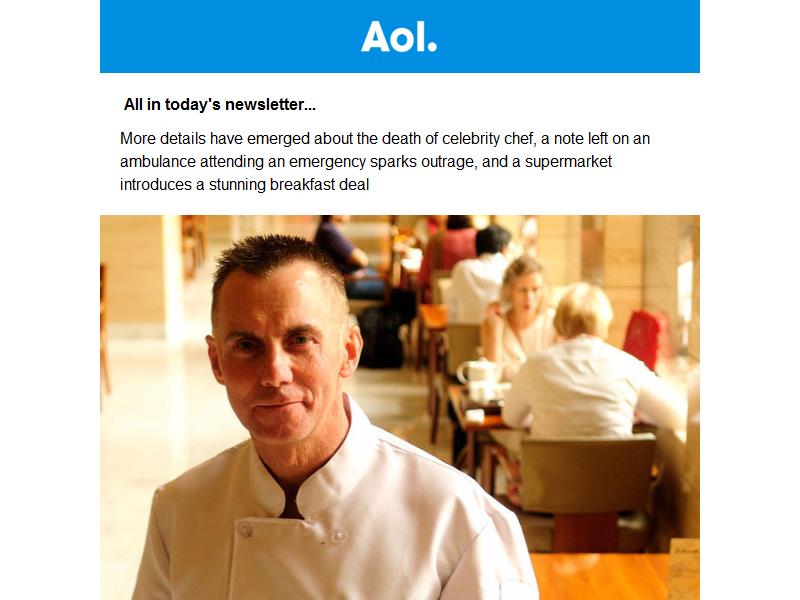 Aol.
All in today's newsletter...
More details have emerged about the death of celebrity chef, a note left on an
ambulance attending an emergency sparks outrage, and a supermarket
introduces a stunning breakfast deal